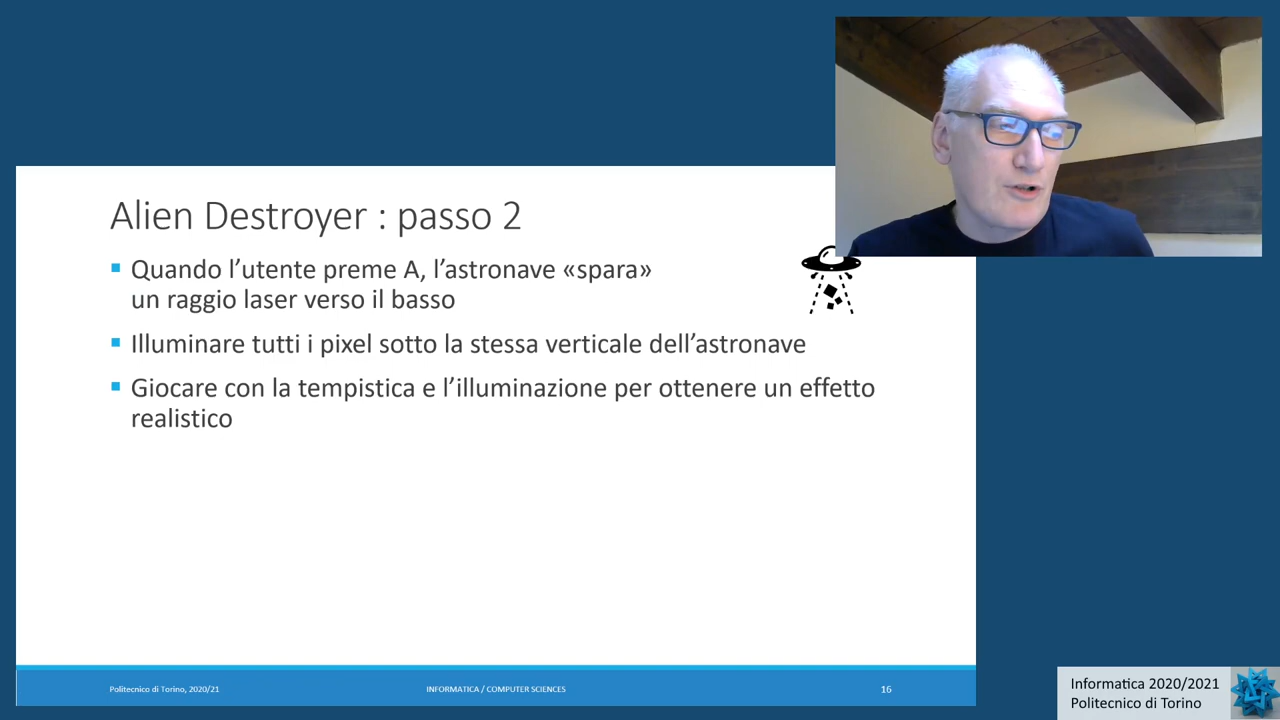 Alien Destroyer : passo 2
Quando l’utente preme A, l’astronave «spara»
un raggio laser verso il basso
Illuminare tutti i pixel sotto la stessa verticale dell’astronave
Giocare con la tempistica e l’illuminazione per ottenere un effetto
realistico
Politecnico di Torino, 2020/21
INFORMATICA / COMPUTER SCIENCES
16
Informatica 2020/2021
Politecnico di Torino